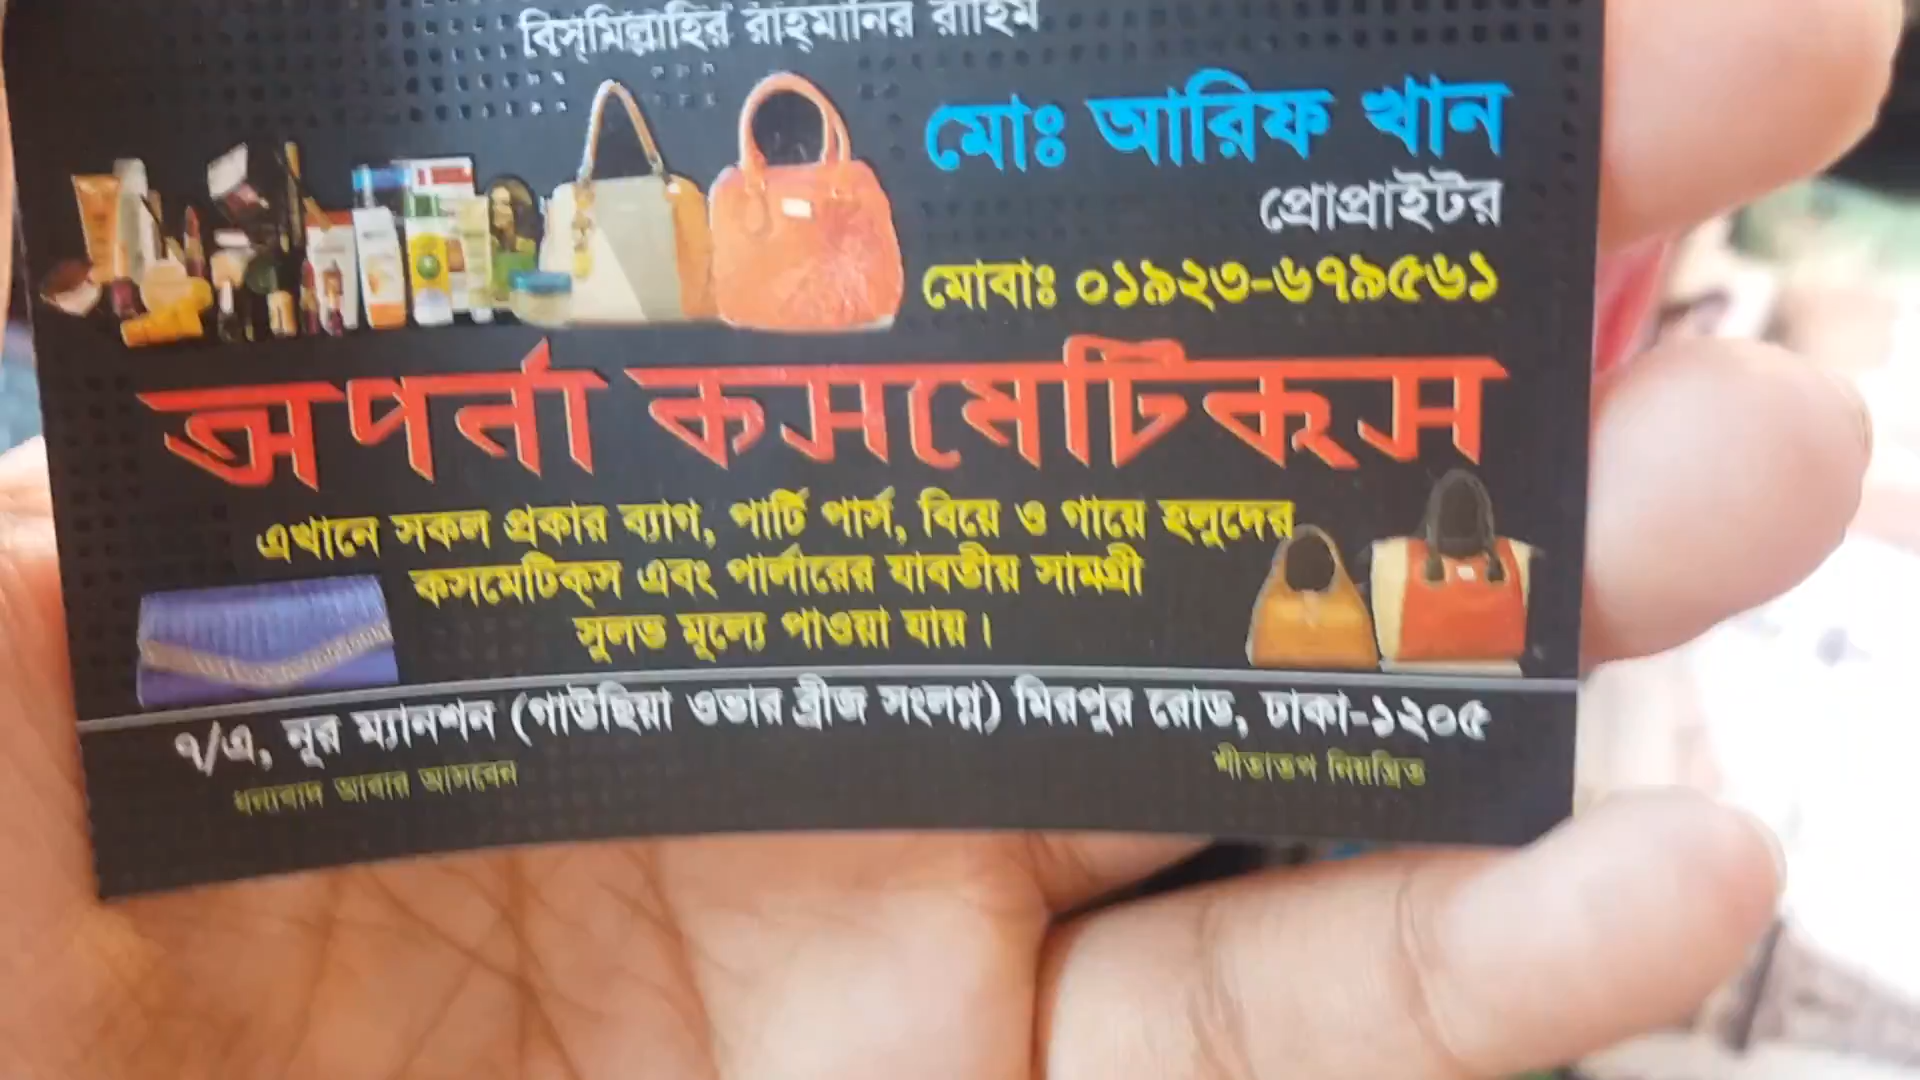 বিস্‌মিল্লাহির রাহ্‌মানির রাহিম
মোঃ আরিফ খান
প্রোপ্রাইটর
মোবাঃ ০১৯২৩-৬৭৯৫৬১
অপর্না কসমেটিক্‌স
এখানে সকল প্রকার ব্যাগ, পার্টি পার্স, বিয়ে ও গায়ে হলুদের
কসমেটিক্‌স এবং পার্লারের যাবতীয় সামগ্রী
সুলভ মূল্যে পাওয়া যায়।
৭/এ, নূর ম্যানশন (গাউছিয়া ওভার ব্রীজ সংলগ্ন) মিরপুর রোড, ঢাকা-১২০৫
ধন্যবাদ আবার আসবেন
শীতাতপ নিয়ন্ত্রিত